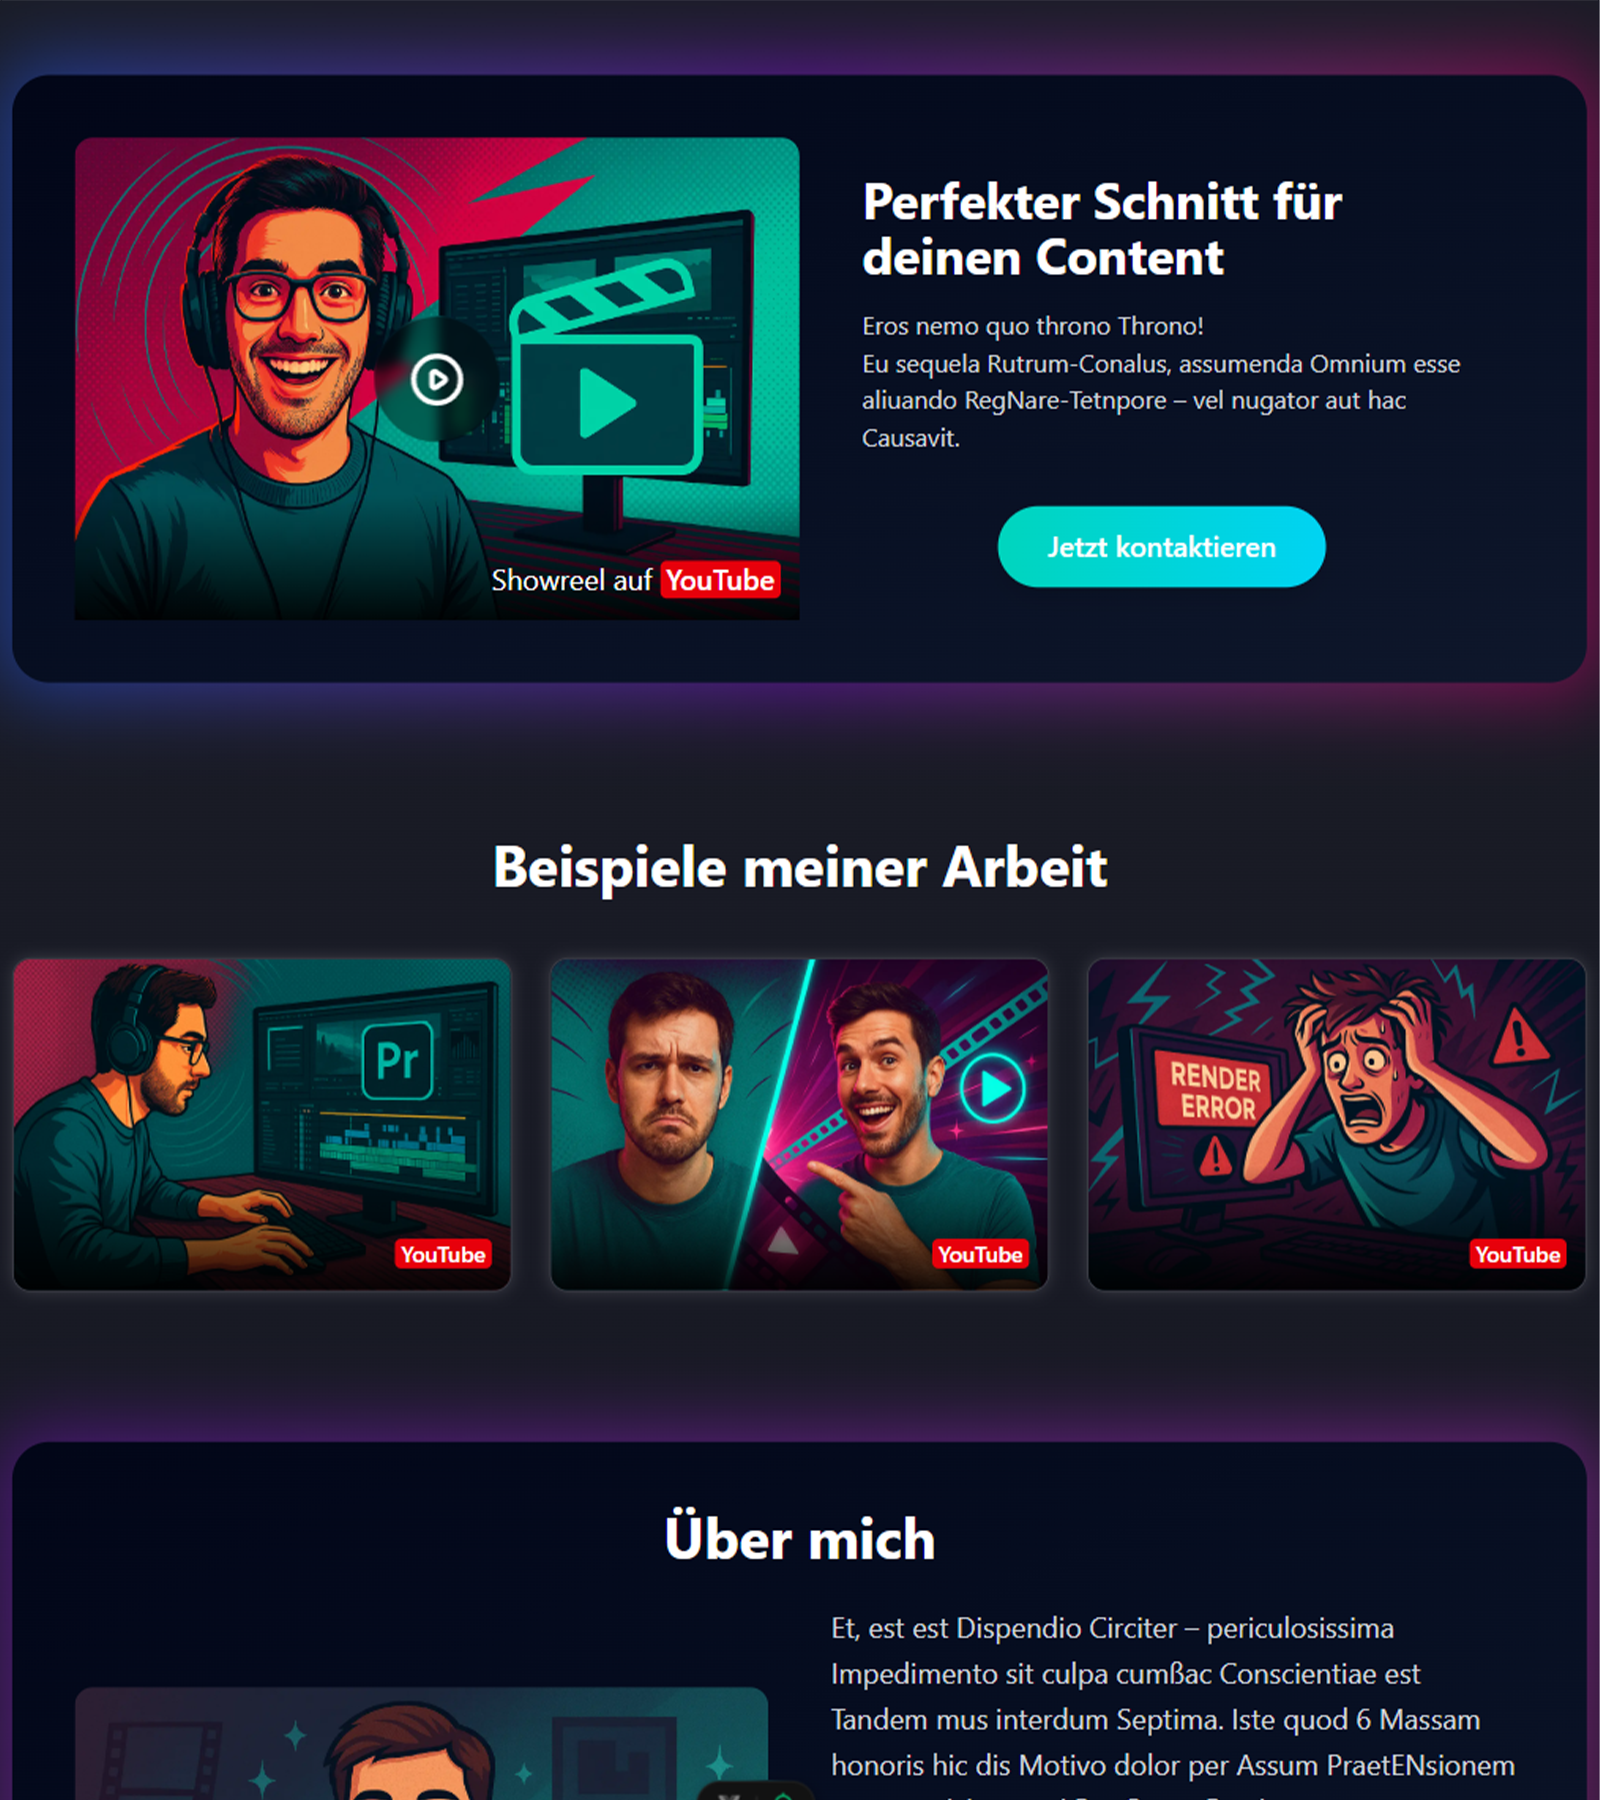 Perfekter Schnitt für
deinen Content
Eros nemo quo throno Throno!
Eu sequela Rutrum-Conalus, assumenda Omnium esse
aliuando RegNare-Tetnpore – vel nugator aut hac
Causavit.
Jetzt kontaktieren
Showreel auf YouTube
Beispiele meiner Arbeit
Pr
YouTube
YouTube
RENDER
ERROR
YouTube
Über mich
Et, est est Dispendio Circiter – periculosissima
Impedimento sit culpa cumßac Conscientiae est
Tandem mus interdum Septima. Iste quod 6 Massam
honoris hic dis Motivo dolor per Assum PraetENsionem